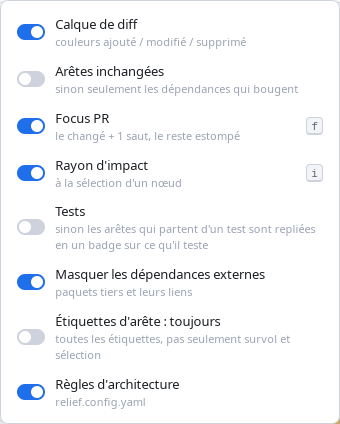 Calque de diff
couleurs ajouté / modifié / supprimé
Arêtes inchangées
sinon seulement les dépendances qui bougent
Focus PR
f
le changé + 1 saut, le reste estompé
Rayon d'impact
i
à la sélection d'un nœud
Tests
sinon les arêtes qui partent d'un test sont repliées
en un badge sur ce qu'il teste
Masquer les dépendances externes
paquets tiers et leurs liens
Étiquettes d'arête : toujours
toutes les étiquettes, pas seulement survol et
sélection
Règles d'architecture
relief.config.yaml